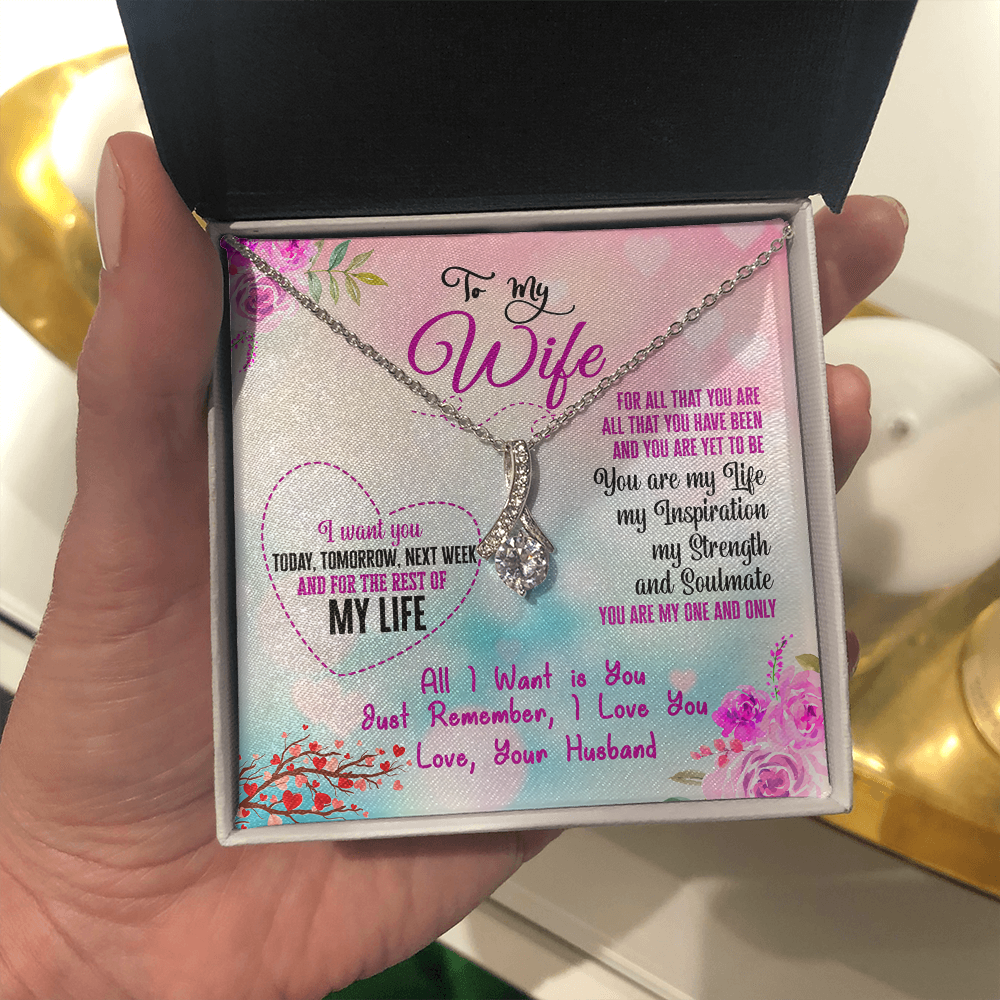 To My
Wife
FOR ALL THAT YOU ARE
ALL THAT YOU HAVE BEEN
AND YOU ARE YET TO BE
You are my Life
my Inspiration
my Strength
and Soulmate
YOU ARE MY ONE AND ONLY
I want you
TODAY, TOMORROW, NEXT WEEK
AND FOR THE REST OF
MY LIFE
All I Want is You
Just Remember, I Love You
Love, Your Husband